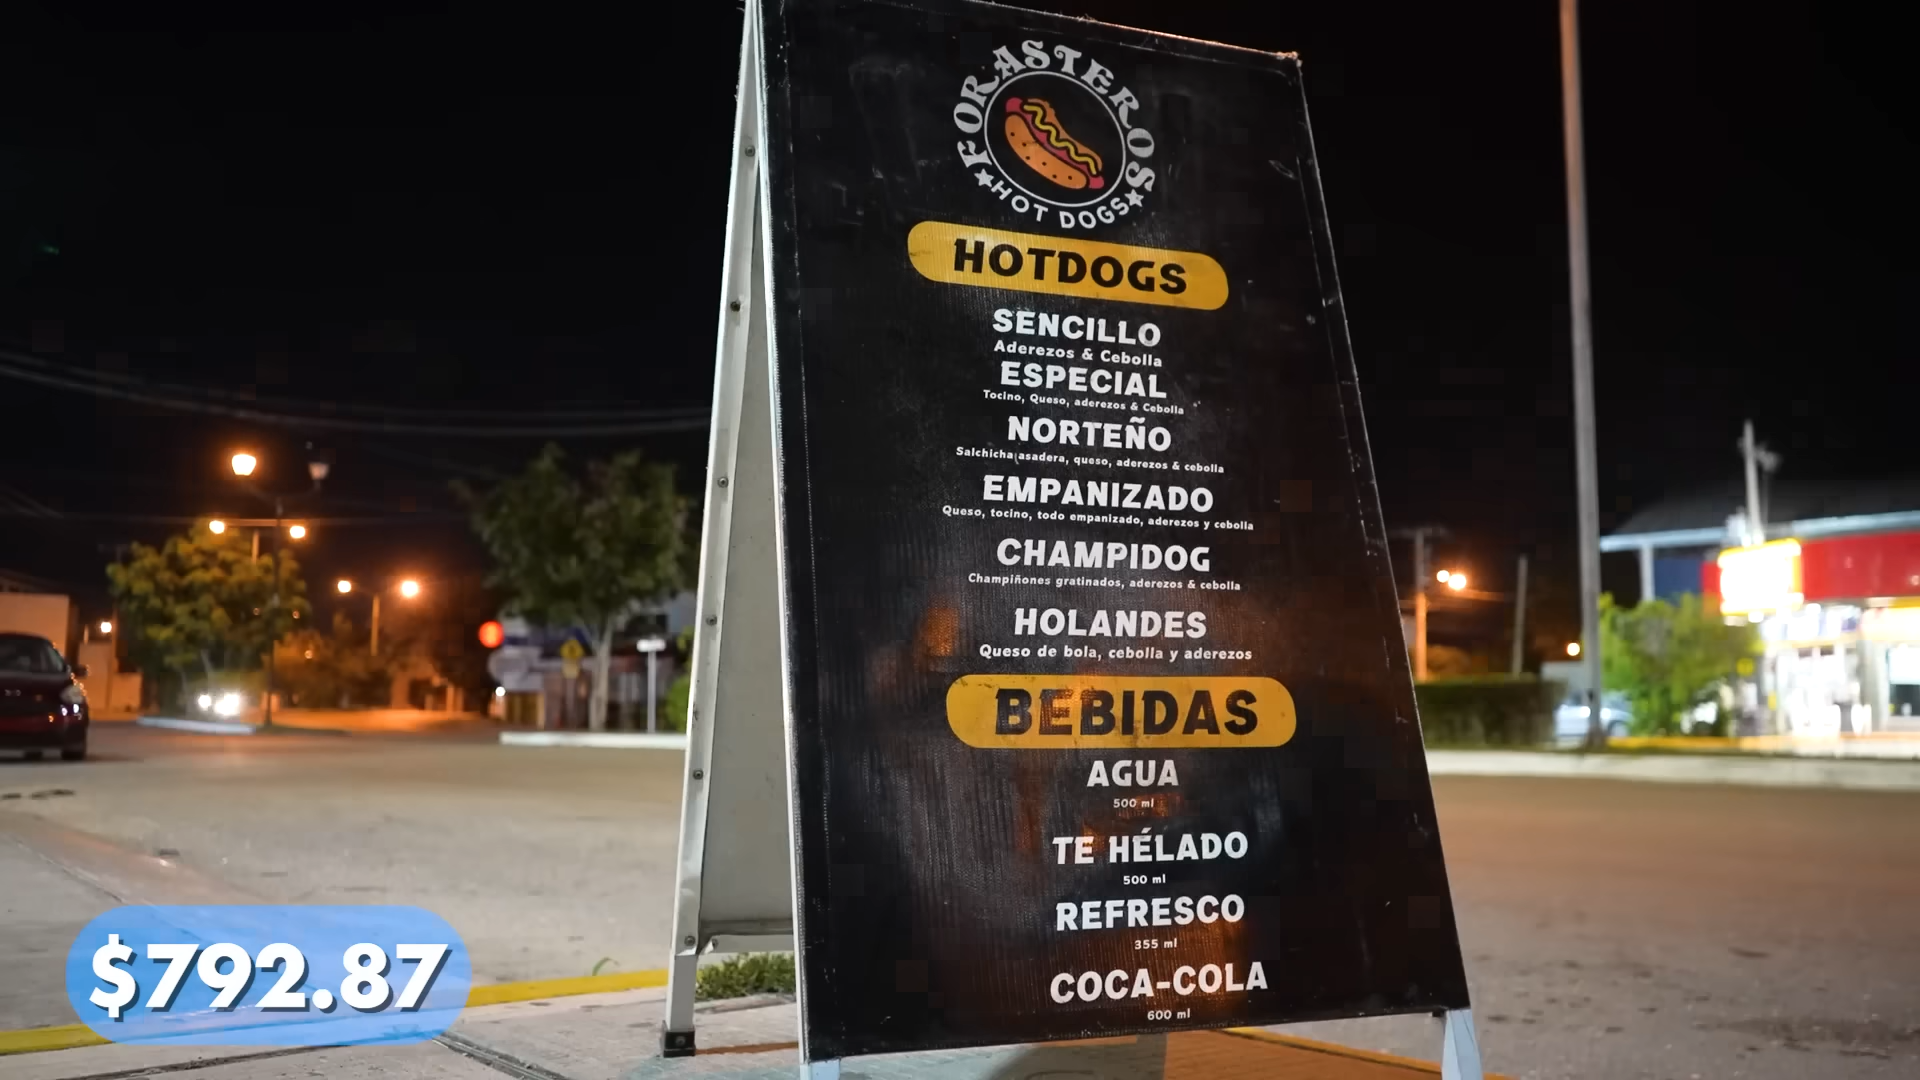 FORASTEROS
HOT DOGS
HOTDOGS
SENCILLO
Aderezos & Cebolla
ESPECIAL
Tocino, Queso, aderezos & Cebolla
NORTEÑO
Salchicha asadera, queso, aderezos & cebolla
EMPANIZADO
Queso, tocino, todo empanizado, aderezos y cebolla
CHAMPIDOG
Champiñones gratinados, aderezos & cebolla
HOLANDES
Queso de bola, cebolla y aderezos
BEBIDAS
AGUA
500 ml
TE HÉLADO
500 ml
REFRESCO
355 ml
COCA-COLA
600 ml
$792.87